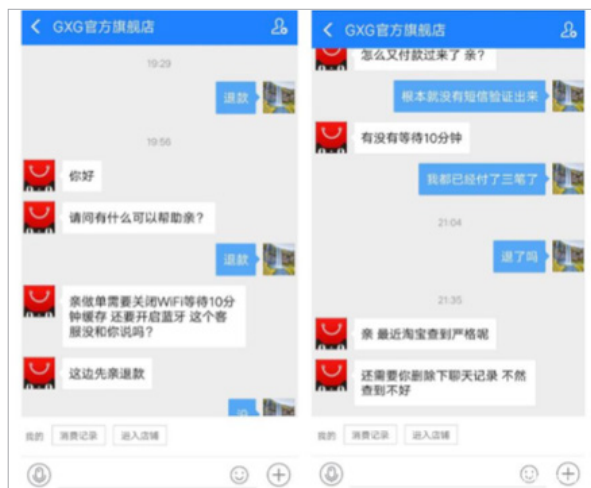 GXG官方旗舰店
19:29
退款
19:56
你好
请问有什么可以帮助亲？
退款
亲做单需要关闭WiFi等待10分
钟缓存 还要开启蓝牙 这个客
服没和你说吗？
这边先亲退款
我的 消费记录 进入店铺
GXG官方旗舰店
怎么又付款过来了 亲？
根本就没有短信验证出来
有没有等待10分钟
我都已经付了三笔了
21:04
退了吗
21:35
亲 最近淘宝查到严格呢
还需要你删除下聊天记录 不然
查到不好
我的 消费记录 进入店铺